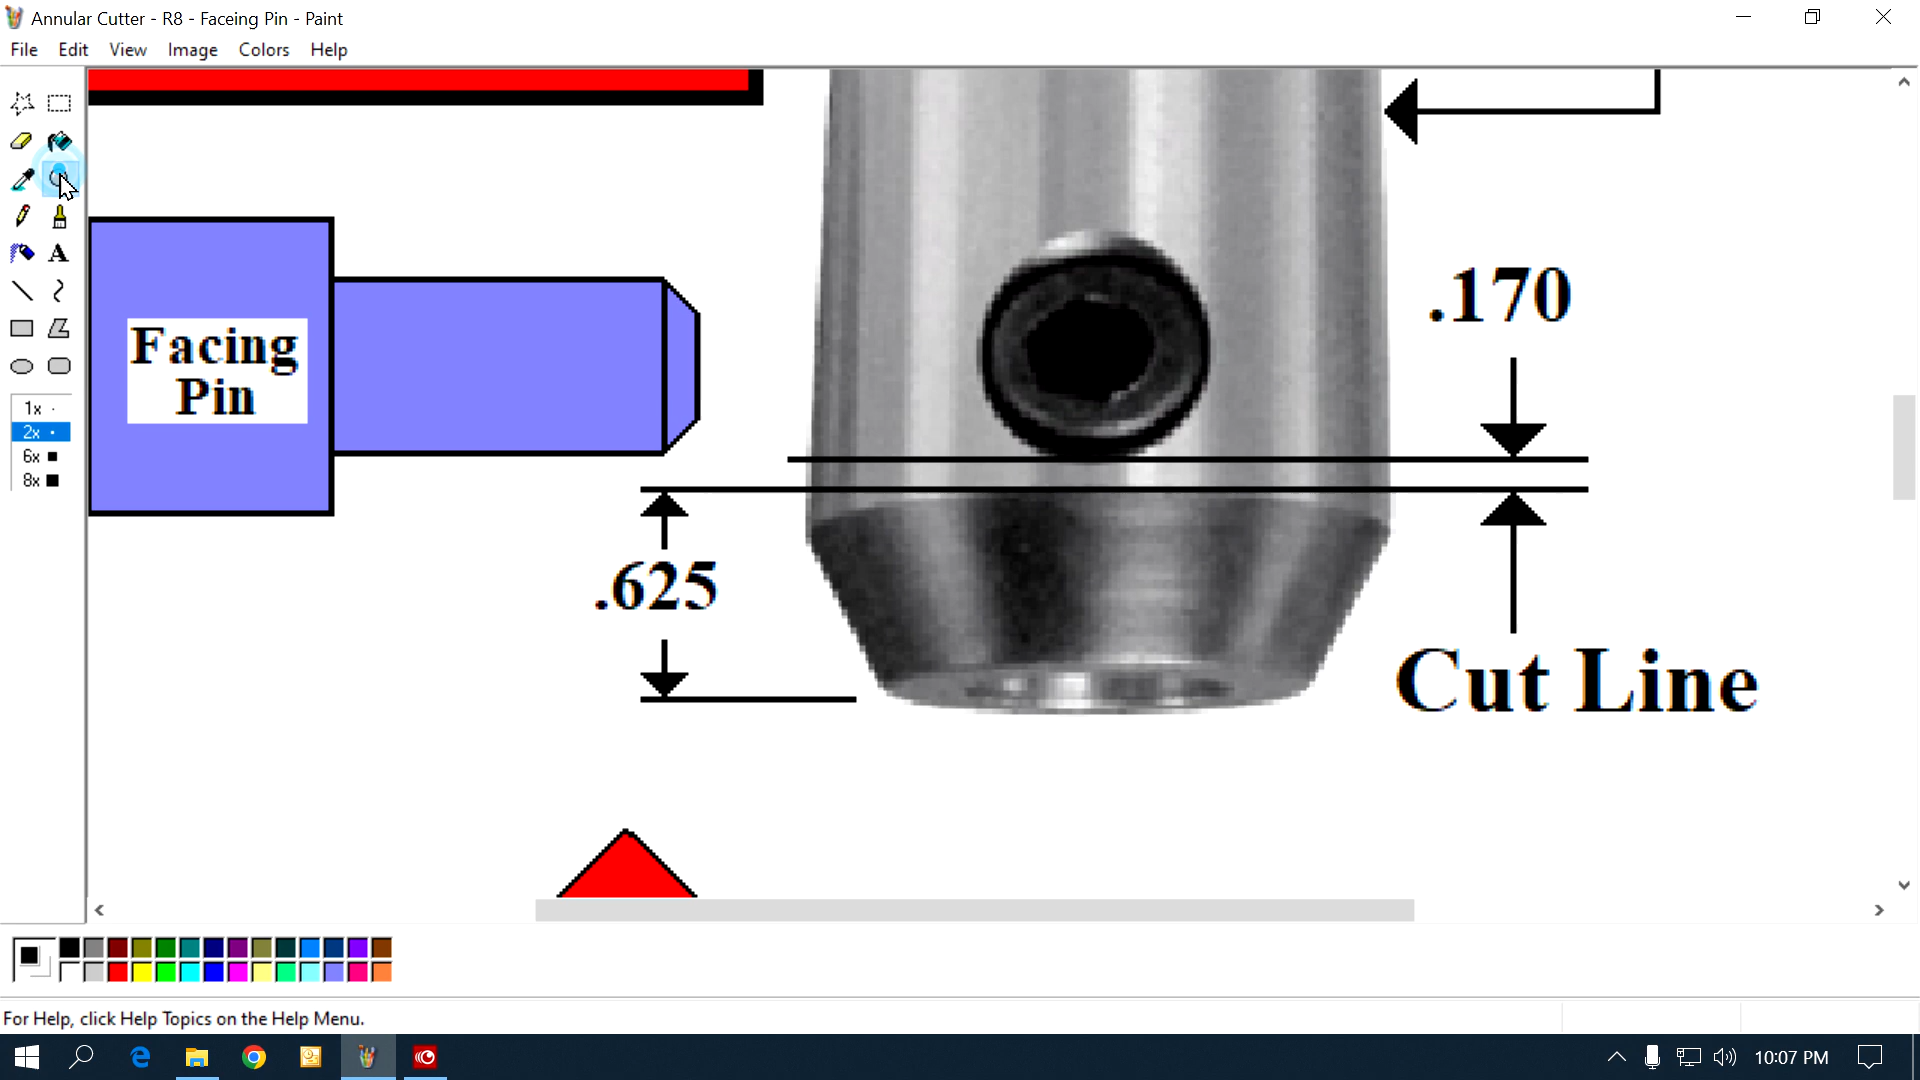 Annular Cutter - R8 - Faceing Pin - Paint
File Edit View Image Colors Help
A
1x
2x
6x
8x
Facing
Pin
.170
.625
Cut Line
For Help, click Help Topics on the Help Menu.
10:07 PM